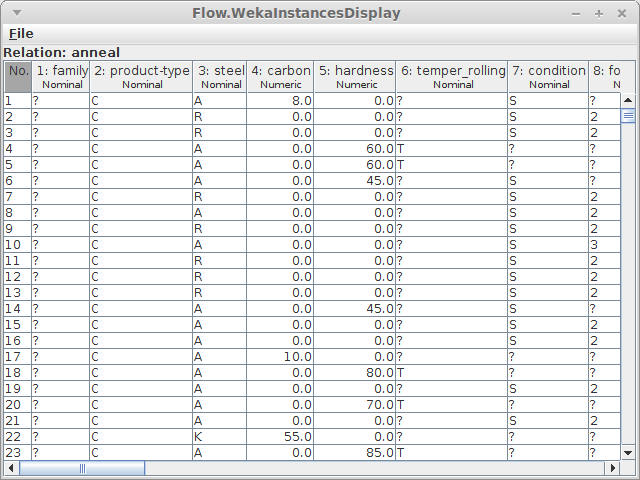 Flow.WekaInstancesDisplay
File
Relation: anneal
No. 1: family 2: product-type 3: steel 4: carbon 5: hardness 6: temper_rolling 7: condition 8: fo
Nominal Nominal Nominal Numeric Numeric Nominal Nominal N
1 ? C A 8.0 0.0 ? S ?
2 ? C R 0.0 0.0 ? S 2
3 ? C R 0.0 0.0 ? S 2
4 ? C A 0.0 60.0 T ? ?
5 ? C A 0.0 60.0 T ? ?
6 ? C A 0.0 45.0 ? S ?
7 ? C R 0.0 0.0 ? S 2
8 ? C A 0.0 0.0 ? S 2
9 ? C R 0.0 0.0 ? S 2
10 ? C A 0.0 0.0 ? S 3
11 ? C R 0.0 0.0 ? S 2
12 ? C R 0.0 0.0 ? S 2
13 ? C R 0.0 0.0 ? S 2
14 ? C A 0.0 45.0 ? S ?
15 ? C A 0.0 0.0 ? S 2
16 ? C A 0.0 0.0 ? S 2
17 ? C A 10.0 0.0 ? ? ?
18 ? C A 0.0 80.0 T ? ?
19 ? C A 0.0 0.0 ? S 2
20 ? C A 0.0 70.0 T ? ?
21 ? C A 0.0 0.0 ? S 2
22 ? C K 55.0 0.0 ? ? ?
23 ? C A 0.0 85.0 T ? ?